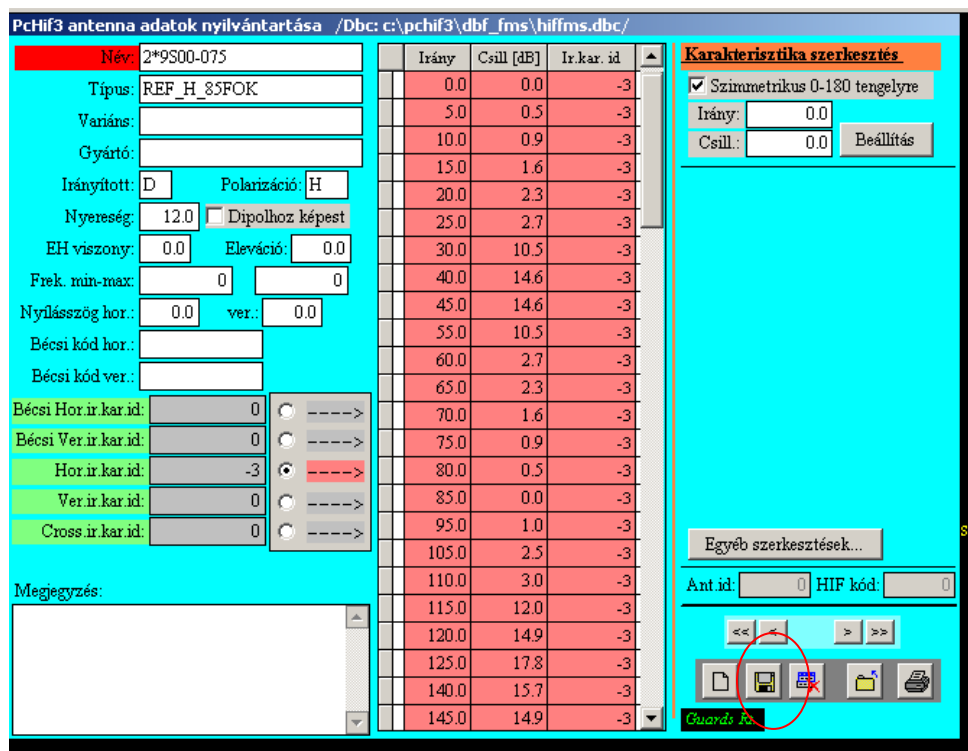 PcHif3 antenna adatok nyilvántartása /Dbc: c:\pchif3\dbf_fms\hiffms.dbc/
Név: 2*9S00-075
Típus: REF_H_85FOK
Variáns:
Gyártó:
Irányított: D Polarizáció: H
Nyereség: 12.0 Dipolhoz képest
EH viszony: 0.0 Eleváció: 0.0
Frek. min-max: 0 0
Nyílásszög hor.: 0.0 ver.: 0.0
Bécsi kód hor.:
Bécsi kód ver.:
Bécsi Hor.ir.kar.id: 0 ---->
Bécsi Ver.ir.kar.id: 0 ---->
Hor.ir.kar.id: -3 ---->
Ver.ir.kar.id: 0 ---->
Cross.ir.kar.id: 0 ---->
Megjegyzés:
Irány Csill [dB] Ir.kar. id
0.0 0.0 -3
5.0 0.5 -3
10.0 0.9 -3
15.0 1.6 -3
20.0 2.3 -3
25.0 2.7 -3
30.0 10.5 -3
40.0 14.6 -3
45.0 14.6 -3
55.0 10.5 -3
60.0 2.7 -3
65.0 2.3 -3
70.0 1.6 -3
75.0 0.9 -3
80.0 0.5 -3
85.0 0.0 -3
95.0 1.0 -3
105.0 2.5 -3
110.0 3.0 -3
115.0 12.0 -3
120.0 14.9 -3
125.0 17.8 -3
140.0 15.7 -3
145.0 14.9 -3
Karakterisztika szerkesztés
Szimmetrikus 0-180 tengelyre
Irány: 0.0
Csill.: 0.0 Beállítás
Egyéb szerkesztések...
Ant.id: 0 HIF kód: 0
<< < > >>
Guards